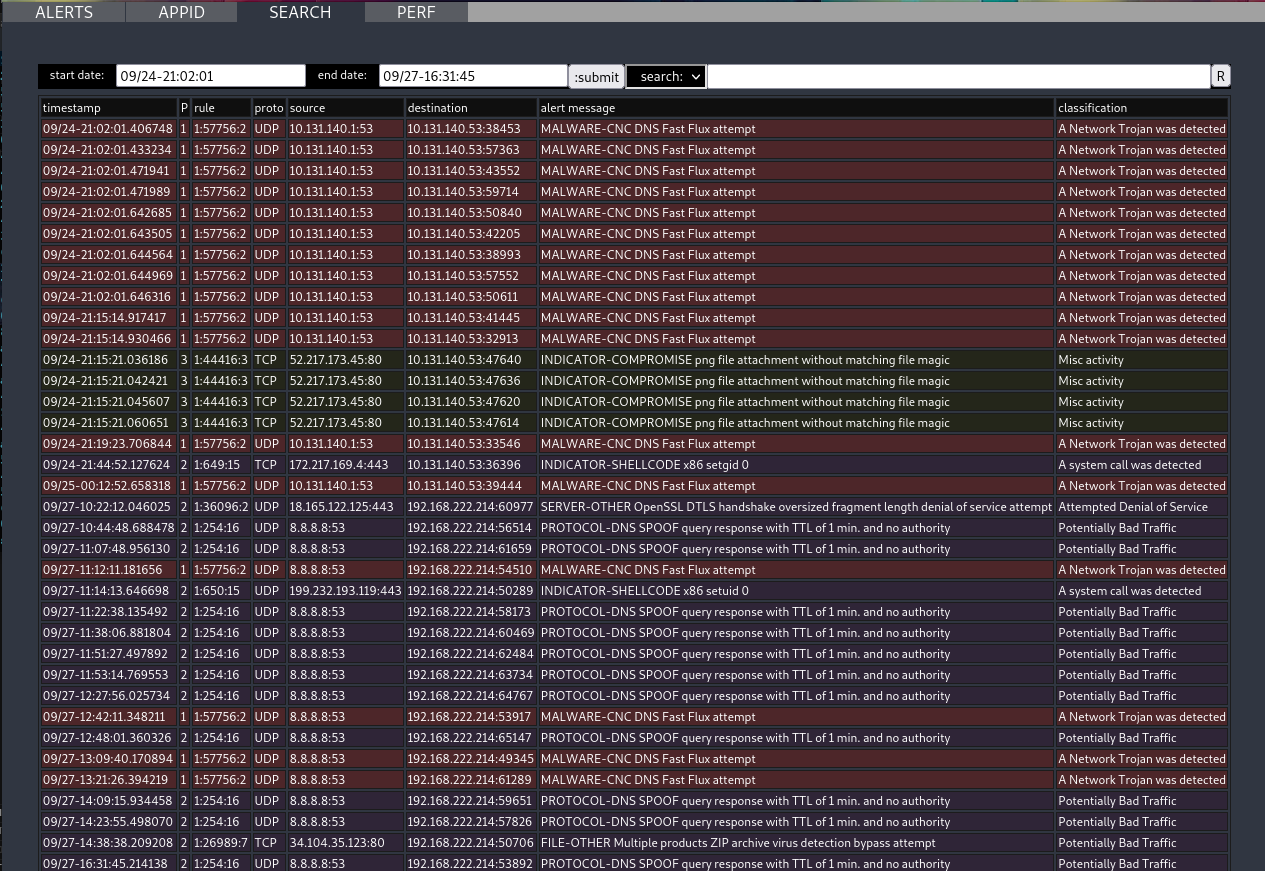 ALERTS APPID SEARCH PERF
start date: 09/24-21:02:01 end date: 09/27-16:31:45 :submit search: R
timestamp P rule proto source destination alert message classification
09/24-21:02:01.406748 1 1:57756:2 UDP 10.131.140.1:53 10.131.140.53:38453 MALWARE-CNC DNS Fast Flux attempt A Network Trojan was detected
09/24-21:02:01.433234 1 1:57756:2 UDP 10.131.140.1:53 10.131.140.53:57363 MALWARE-CNC DNS Fast Flux attempt A Network Trojan was detected
09/24-21:02:01.471941 1 1:57756:2 UDP 10.131.140.1:53 10.131.140.53:43552 MALWARE-CNC DNS Fast Flux attempt A Network Trojan was detected
09/24-21:02:01.471989 1 1:57756:2 UDP 10.131.140.1:53 10.131.140.53:59714 MALWARE-CNC DNS Fast Flux attempt A Network Trojan was detected
09/24-21:02:01.642685 1 1:57756:2 UDP 10.131.140.1:53 10.131.140.53:50840 MALWARE-CNC DNS Fast Flux attempt A Network Trojan was detected
09/24-21:02:01.643505 1 1:57756:2 UDP 10.131.140.1:53 10.131.140.53:42205 MALWARE-CNC DNS Fast Flux attempt A Network Trojan was detected
09/24-21:02:01.644564 1 1:57756:2 UDP 10.131.140.1:53 10.131.140.53:38993 MALWARE-CNC DNS Fast Flux attempt A Network Trojan was detected
09/24-21:02:01.644969 1 1:57756:2 UDP 10.131.140.1:53 10.131.140.53:57552 MALWARE-CNC DNS Fast Flux attempt A Network Trojan was detected
09/24-21:02:01.646316 1 1:57756:2 UDP 10.131.140.1:53 10.131.140.53:50611 MALWARE-CNC DNS Fast Flux attempt A Network Trojan was detected
09/24-21:15:14.917417 1 1:57756:2 UDP 10.131.140.1:53 10.131.140.53:41445 MALWARE-CNC DNS Fast Flux attempt A Network Trojan was detected
09/24-21:15:14.930466 1 1:57756:2 UDP 10.131.140.1:53 10.131.140.53:32913 MALWARE-CNC DNS Fast Flux attempt A Network Trojan was detected
09/24-21:15:21.036186 3 1:44416:3 TCP 52.217.173.45:80 10.131.140.53:47640 INDICATOR-COMPROMISE png file attachment without matching file magic Misc activity
09/24-21:15:21.042421 3 1:44416:3 TCP 52.217.173.45:80 10.131.140.53:47636 INDICATOR-COMPROMISE png file attachment without matching file magic Misc activity
09/24-21:15:21.045607 3 1:44416:3 TCP 52.217.173.45:80 10.131.140.53:47620 INDICATOR-COMPROMISE png file attachment without matching file magic Misc activity
09/24-21:15:21.060651 3 1:44416:3 TCP 52.217.173.45:80 10.131.140.53:47614 INDICATOR-COMPROMISE png file attachment without matching file magic Misc activity
09/24-21:19:23.706844 1 1:57756:2 UDP 10.131.140.1:53 10.131.140.53:33546 MALWARE-CNC DNS Fast Flux attempt A Network Trojan was detected
09/24-21:44:52.127624 2 1:649:15 TCP 172.217.169.4:443 10.131.140.53:36396 INDICATOR-SHELLCODE x86 setgid 0 A system call was detected
09/25-00:12:52.658318 1 1:57756:2 UDP 10.131.140.1:53 10.131.140.53:39444 MALWARE-CNC DNS Fast Flux attempt A Network Trojan was detected
09/27-10:22:12.046025 2 1:36096:2 UDP 18.165.122.125:443 192.168.222.214:60977 SERVER-OTHER OpenSSL DTLS handshake oversized fragment length denial of service attempt Attempted Denial of Service
09/27-10:44:48.688478 2 1:254:16 UDP 8.8.8.8:53 192.168.222.214:56514 PROTOCOL-DNS SPOOF query response with TTL of 1 min. and no authority Potentially Bad Traffic
09/27-11:07:48.956130 2 1:254:16 UDP 8.8.8.8:53 192.168.222.214:61659 PROTOCOL-DNS SPOOF query response with TTL of 1 min. and no authority Potentially Bad Traffic
09/27-11:12:11.181656 1 1:57756:2 UDP 8.8.8.8:53 192.168.222.214:54510 MALWARE-CNC DNS Fast Flux attempt A Network Trojan was detected
09/27-11:14:13.646698 2 1:650:15 UDP 199.232.193.119:443 192.168.222.214:50289 INDICATOR-SHELLCODE x86 setuid 0 A system call was detected
09/27-11:22:38.135492 2 1:254:16 UDP 8.8.8.8:53 192.168.222.214:58173 PROTOCOL-DNS SPOOF query response with TTL of 1 min. and no authority Potentially Bad Traffic
09/27-11:38:06.881804 2 1:254:16 UDP 8.8.8.8:53 192.168.222.214:60469 PROTOCOL-DNS SPOOF query response with TTL of 1 min. and no authority Potentially Bad Traffic
09/27-11:51:27.497892 2 1:254:16 UDP 8.8.8.8:53 192.168.222.214:62484 PROTOCOL-DNS SPOOF query response with TTL of 1 min. and no authority Potentially Bad Traffic
09/27-11:53:14.769553 2 1:254:16 UDP 8.8.8.8:53 192.168.222.214:63734 PROTOCOL-DNS SPOOF query response with TTL of 1 min. and no authority Potentially Bad Traffic
09/27-12:27:56.025734 2 1:254:16 UDP 8.8.8.8:53 192.168.222.214:64767 PROTOCOL-DNS SPOOF query response with TTL of 1 min. and no authority Potentially Bad Traffic
09/27-12:42:11.348211 1 1:57756:2 UDP 8.8.8.8:53 192.168.222.214:53917 MALWARE-CNC DNS Fast Flux attempt A Network Trojan was detected
09/27-12:48:01.360326 2 1:254:16 UDP 8.8.8.8:53 192.168.222.214:65147 PROTOCOL-DNS SPOOF query response with TTL of 1 min. and no authority Potentially Bad Traffic
09/27-13:09:40.170894 1 1:57756:2 UDP 8.8.8.8:53 192.168.222.214:49345 MALWARE-CNC DNS Fast Flux attempt A Network Trojan was detected
09/27-13:21:26.394219 1 1:57756:2 UDP 8.8.8.8:53 192.168.222.214:61289 MALWARE-CNC DNS Fast Flux attempt A Network Trojan was detected
09/27-14:09:15.934458 2 1:254:16 UDP 8.8.8.8:53 192.168.222.214:59651 PROTOCOL-DNS SPOOF query response with TTL of 1 min. and no authority Potentially Bad Traffic
09/27-14:23:55.498070 2 1:254:16 UDP 8.8.8.8:53 192.168.222.214:57826 PROTOCOL-DNS SPOOF query response with TTL of 1 min. and no authority Potentially Bad Traffic
09/27-14:38:38.209208 2 1:26989:7 TCP 34.104.35.123:80 192.168.222.214:50706 FILE-OTHER Multiple products ZIP archive virus detection bypass attempt Potentially Bad Traffic
09/27-16:31:45.214138 2 1:254:16 UDP 8.8.8.8:53 192.168.222.214:53892 PROTOCOL-DNS SPOOF query response with TTL of 1 min. and no authority Potentially Bad Traffic